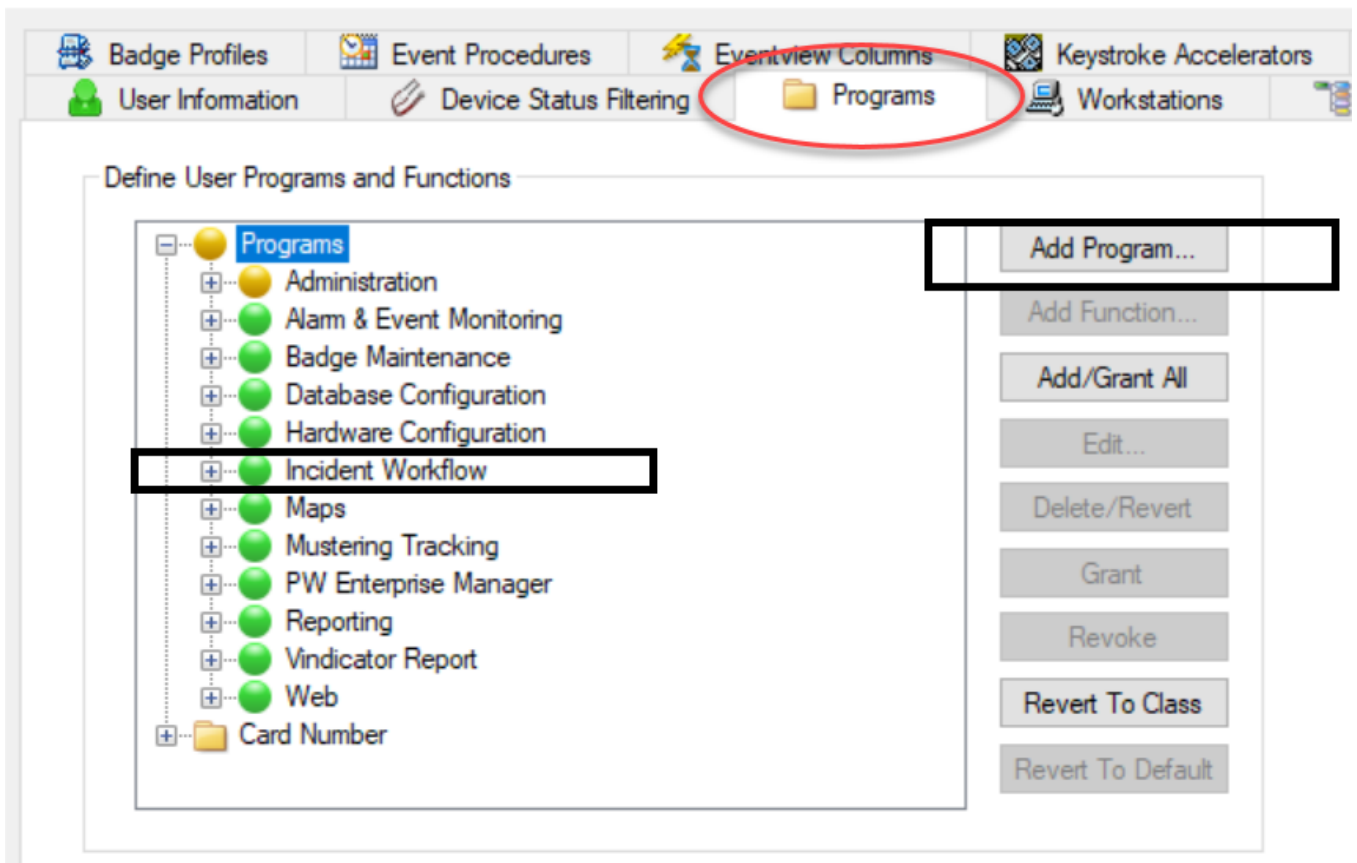 Badge Profiles Event Procedures Eventview Columns Keystroke Accelerators
User Information Device Status Filtering Programs Workstations
Define User Programs and Functions
Programs
Administration
Alarm & Event Monitoring
Badge Maintenance
Database Configuration
Hardware Configuration
Incident Workflow
Maps
Mustering Tracking
PW Enterprise Manager
Reporting
Vindicator Report
Web
Card Number
Add Program...
Add Function...
Add/Grant All
Edit...
Delete/Revert
Grant
Revoke
Revert To Class
Revert To Default